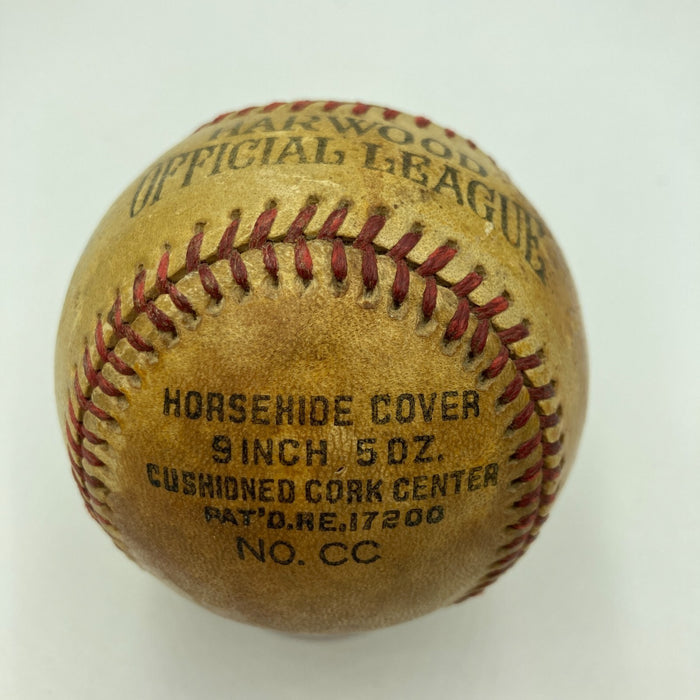 HARWOOD
OFFICIAL LEAGUE
HORSEHIDE COVER
9 INCH 5 OZ.
CUSHIONED CORK CENTER
PAT'D.RE.17200
NO. CC